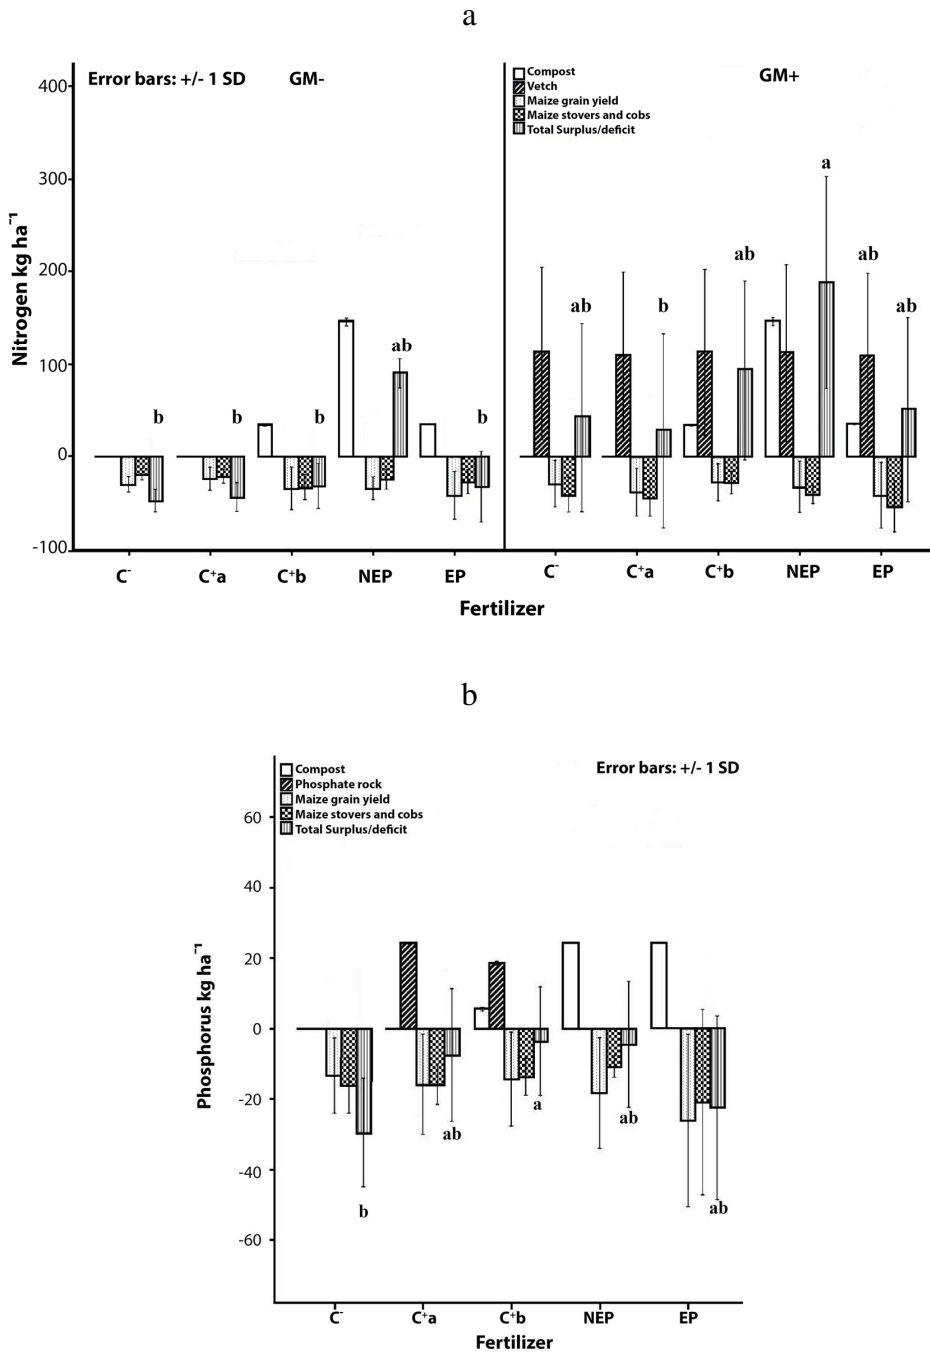 a
Error bars: +/- 1 SD
GM-
Compost
Vetch
Maize grain yield
Maize stovers and cobs
Total Surplus/deficit
GM+
Nitrogen kg ha⁻¹
400
300
200
100
0
-100
b
b
b
ab
b
ab
b
ab
a
ab
ab
C⁻
C⁺a
C⁺b
NEP
EP
C⁻
C⁺a
C⁺b
NEP
EP
Fertilizer
b
Compost
Phosphate rock
Maize grain yield
Maize stovers and cobs
Total Surplus/deficit
Error bars: +/- 1 SD
Phosphorus kg ha⁻¹
60
40
20
0
-20
-40
-60
b
ab
a
ab
ab
C⁻
C⁺a
C⁺b
NEP
EP
Fertilizer